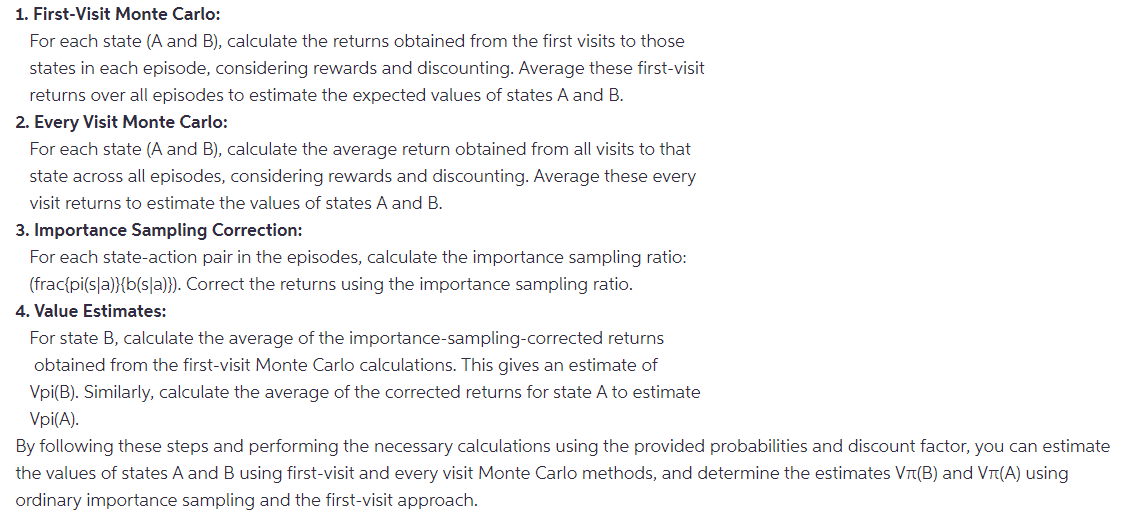 1. First-Visit Monte Carlo:
For each state (A and B), calculate the returns obtained from the first visits to those
states in each episode, considering rewards and discounting. Average these first-visit
returns over all episodes to estimate the expected values of states A and B.
2. Every Visit Monte Carlo:
For each state (A and B), calculate the average return obtained from all visits to that
state across all episodes, considering rewards and discounting. Average these every
visit returns to estimate the values of states A and B.
3. Importance Sampling Correction:
For each state-action pair in the episodes, calculate the importance sampling ratio:
(frac{pi(s|a)}{b(s|a)}). Correct the returns using the importance sampling ratio.
4. Value Estimates:
For state B, calculate the average of the importance-sampling-corrected returns
obtained from the first-visit Monte Carlo calculations. This gives an estimate of
Vpi(B). Similarly, calculate the average of the corrected returns for state A to estimate
Vpi(A).
By following these steps and performing the necessary calculations using the provided probabilities and discount factor, you can estimate
the values of states A and B using first-visit and every visit Monte Carlo methods, and determine the estimates Vπ(B) and Vπ(A) using
ordinary importance sampling and the first-visit approach.